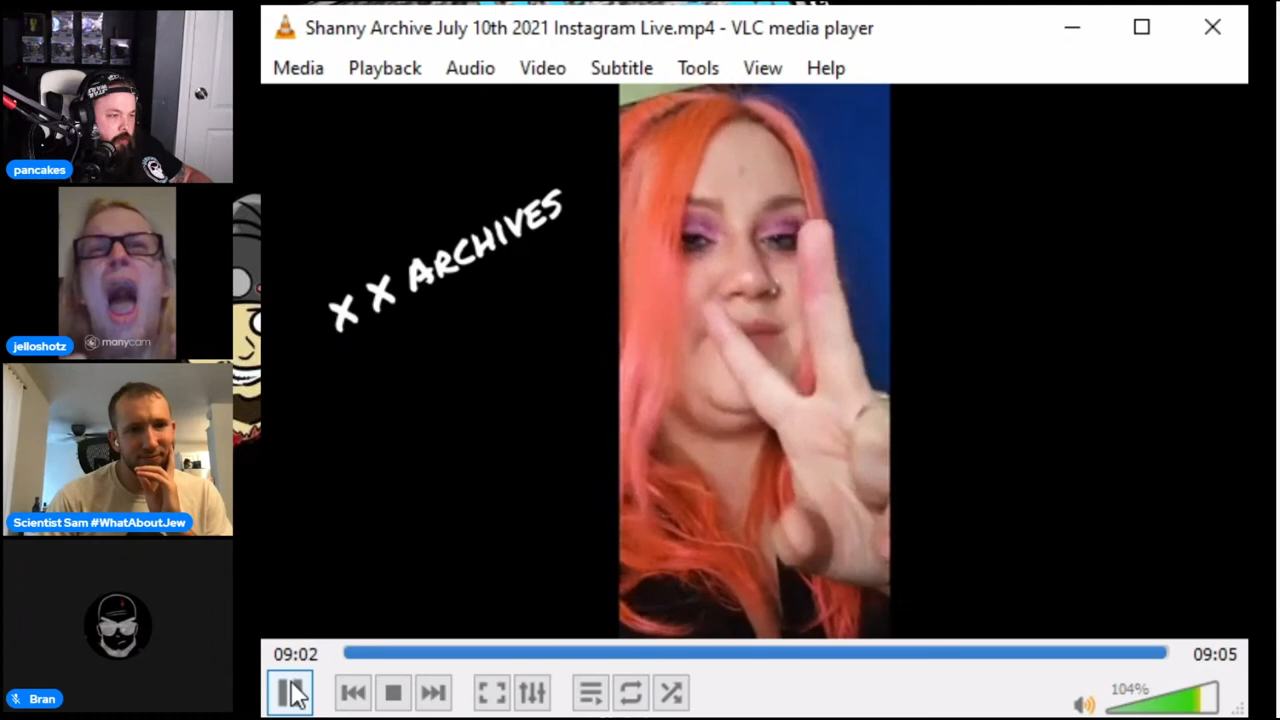 Shanny Archive July 10th 2021 Instagram Live.mp4 - VLC media player
Media Playback Audio Video Subtitle Tools View Help
pancakes
X X ARCHIVES
manycam
jelloshotz
Scientist Sam #WhatAboutJew
Bran
09:02
09:05
104%